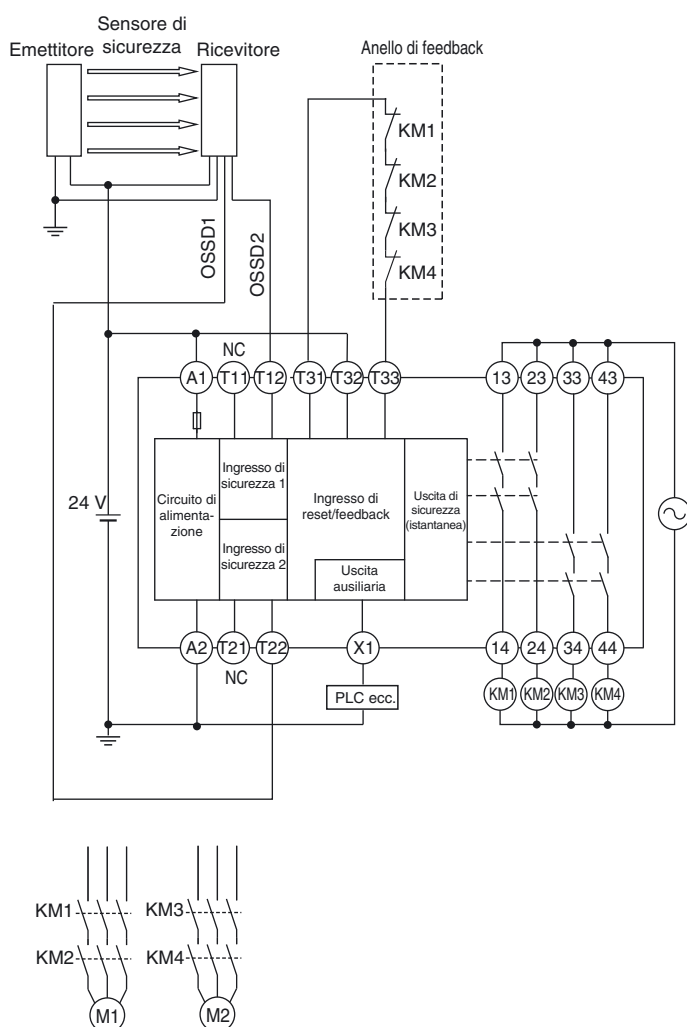 Sensore di
sicurezza
Emettitore
Ricevitore
Anello di feedback
KM1
KM2
KM3
KM4
OSSD1
OSSD2
NC
A1 T11 T12 T31 T32 T33 13 23 33 43
24 V
Circuito di
alimenta-
zione
Ingresso di
sicurezza 1
Ingresso di
sicurezza 2
Ingresso di
reset/feedback
Uscita
ausiliaria
Uscita di
sicurezza
(istantanea)
A2 T21 T22 X1 14 24 34 44
NC
PLC ecc.
KM1 KM2 KM3 KM4
KM1
KM2
M1
KM3
KM4
M2